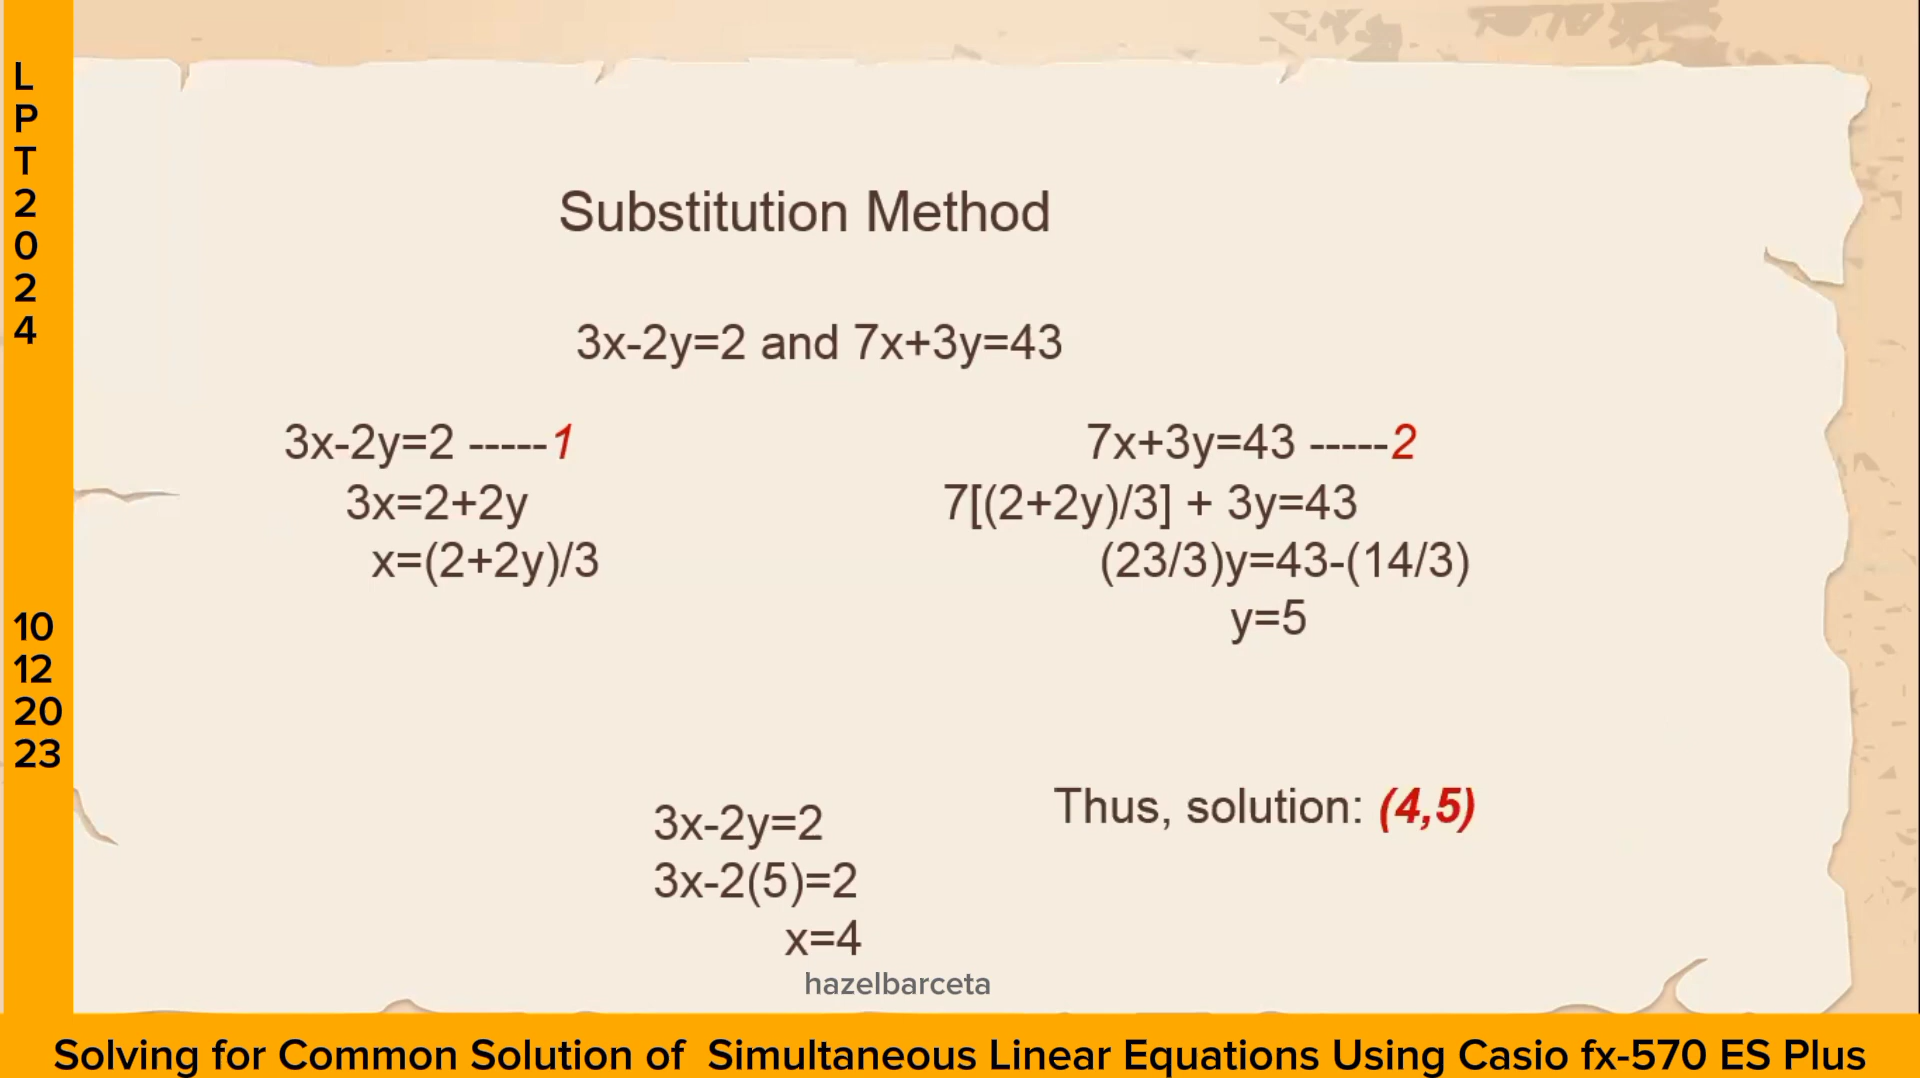 L
P
T
2
0
2
4
10
12
20
23
Substitution Method
3x-2y=2 and 7x+3y=43
3x-2y=2 -----1
3x=2+2y
x=(2+2y)/3
7x+3y=43 -----2
7[(2+2y)/3] + 3y=43
(23/3)y=43-(14/3)
y=5
3x-2y=2
3x-2(5)=2
x=4
Thus, solution: (4,5)
hazelbarceta
Solving for Common Solution of  Simultaneous Linear Equations Using Casio fx-570 ES Plus